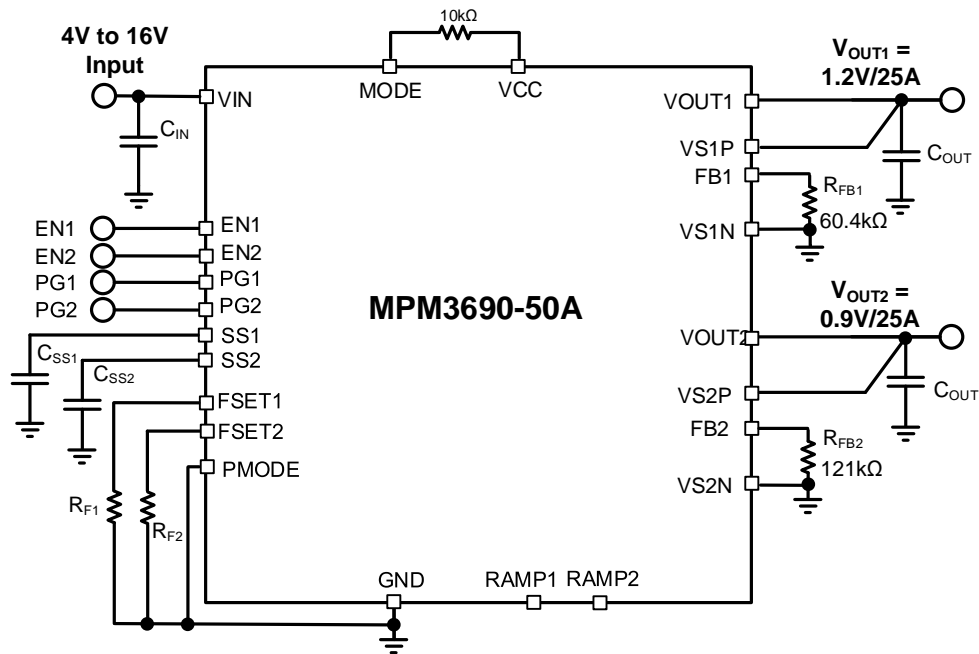 10kΩ
4V to 16V
Input
VIN
MODE
VCC
VOUT1
VOUT1 =
1.2V/25A
CIN
VS1P
COUT
FB1
RFB1
60.4kΩ
VS1N
EN1
EN1
EN2
EN2
PG1
PG1
PG2
PG2
MPM3690-50A
VOUT2 =
0.9V/25A
SS1
VOUT2
CSS1
SS2
CSS2
VS2P
COUT
FSET1
FSET2
FB2
RFB2
121kΩ
PMODE
VS2N
RF1
RF2
GND
RAMP1
RAMP2